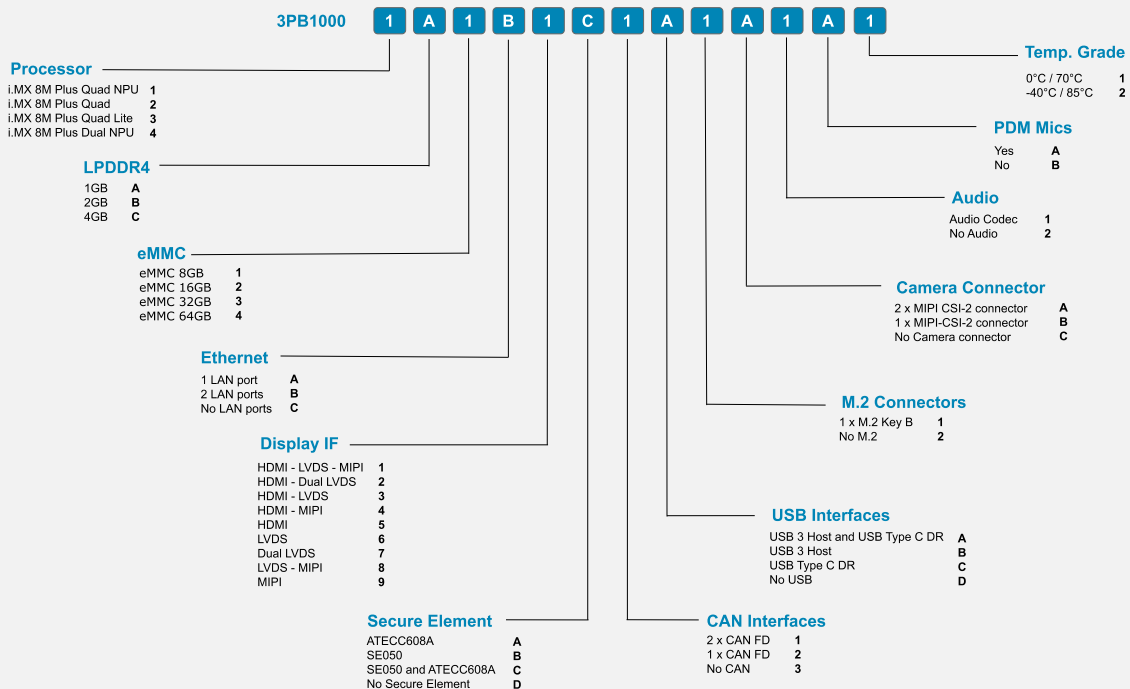 3PB1000 1 A 1 B 1 C 1 A 1 A 1 A 1
Processor
i.MX 8M Plus Quad NPU 1
i.MX 8M Plus Quad 2
i.MX 8M Plus Quad Lite 3
i.MX 8M Plus Dual NPU 4
LPDDR4
1GB A
2GB B
4GB C
eMMC
eMMC 8GB 1
eMMC 16GB 2
eMMC 32GB 3
eMMC 64GB 4
Ethernet
1 LAN port A
2 LAN ports B
No LAN ports C
Display IF
HDMI - LVDS - MIPI 1
HDMI - Dual LVDS 2
HDMI - LVDS 3
HDMI - MIPI 4
HDMI 5
LVDS 6
Dual LVDS 7
LVDS - MIPI 8
MIPI 9
Secure Element
ATECC608A A
SE050 B
SE050 and ATECC608A C
No Secure Element D
Temp. Grade
0°C / 70°C 1
-40°C / 85°C 2
PDM Mics
Yes A
No B
Audio
Audio Codec 1
No Audio 2
Camera Connector
2 x MIPI CSI-2 connector A
1 x MIPI-CSI-2 connector B
No Camera connector C
M.2 Connectors
1 x M.2 Key B 1
No M.2 2
USB Interfaces
USB 3 Host and USB Type C DR A
USB 3 Host B
USB Type C DR C
No USB D
CAN Interfaces
2 x CAN FD 1
1 x CAN FD 2
No CAN 3